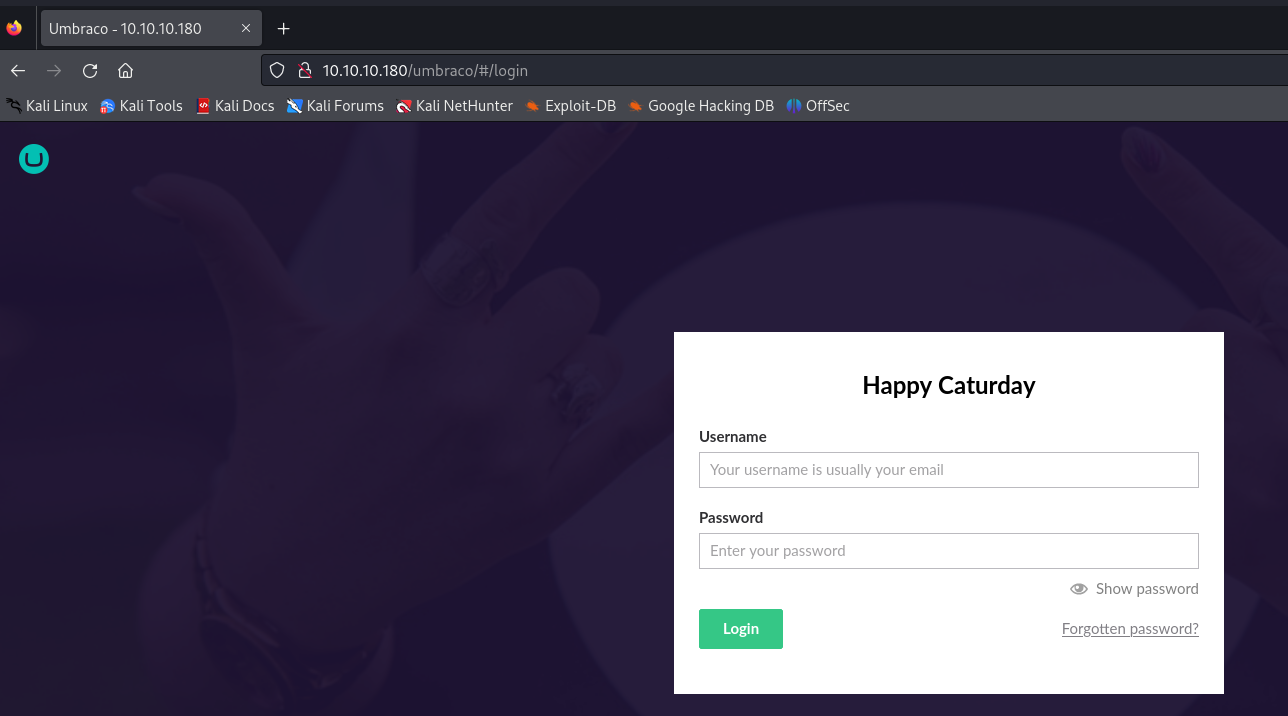 Umbraco - 10.10.10.180
10.10.10.180/umbraco/#/login
Kali Linux Kali Tools Kali Docs Kali Forums Kali NetHunter Exploit-DB Google Hacking DB OffSec
Happy Caturday
Username
Your username is usually your email
Password
Enter your password
Show password
Login Forgotten password?